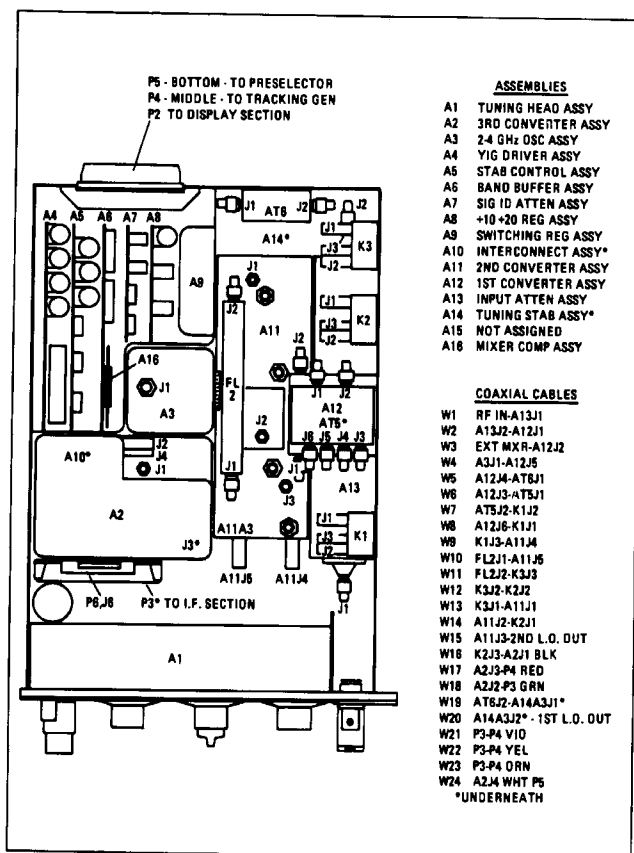 P5 - BOTTOM - TO PRESELECTOR
P4 - MIDDLE - TO TRACKING GEN
P2 TO DISPLAY SECTION
A4
A5
A6
A7
A8
J1
AT6
J2
J2
A14*
J1
J3
J2
K3
A9
J1
J2
A11
J1
J3
J2
K2
A16
J1
A3
FL
2
J2
J1
J2
A12
AT5*
J2
J6
J5
J4
J3
A10*
J2
J4
J1
J1
J1
A13
A2
J3
J1
J3
J2
K1
J3*
A11A3
P6,J6
P3* TO I.F. SECTION
A11J5
A11J4
J1
A1
ASSEMBLIES
A1 TUNING HEAD ASSY
A2 3RD CONVERTER ASSY
A3 2-4 GHz OSC ASSY
A4 YIG DRIVER ASSY
A5 STAB CONTROL ASSY
A6 BAND BUFFER ASSY
A7 SIG ID ATTEN ASSY
A8 +10 +20 REG ASSY
A9 SWITCHING REG ASSY
A10 INTERCONNECT ASSY*
A11 2ND CONVERTER ASSY
A12 1ST CONVERTER ASSY
A13 INPUT ATTEN ASSY
A14 TUNING STAB ASSY*
A15 NOT ASSIGNED
A16 MIXER COMP ASSY
COAXIAL CABLES
W1 RF IN-A13J1
W2 A13J2-A12J1
W3 EXT MXR-A12J2
W4 A3J1-A12J5
W5 A12J4-AT6J1
W6 A12J3-AT5J1
W7 AT5J2-K1J2
W8 A12J6-K1J1
W9 K1J3-A11J4
W10 FL2J1-A11J5
W11 FL2J2-K3J3
W12 K3J2-K2J2
W13 K3J1-A11J1
W14 A11J2-K2J1
W15 A11J3-2ND L.O. OUT
W16 K2J3-A2J1 BLK
W17 A2J3-P4 RED
W18 A2J2-P3 GRN
W19 AT6J2-A14A3J1*
W20 A14A3J2* - 1ST L.O. OUT
W21 P3-P4 VIO
W22 P3-P4 YEL
W23 P3-P4 ORN
W24 A2J4 WHT P5
*UNDERNEATH